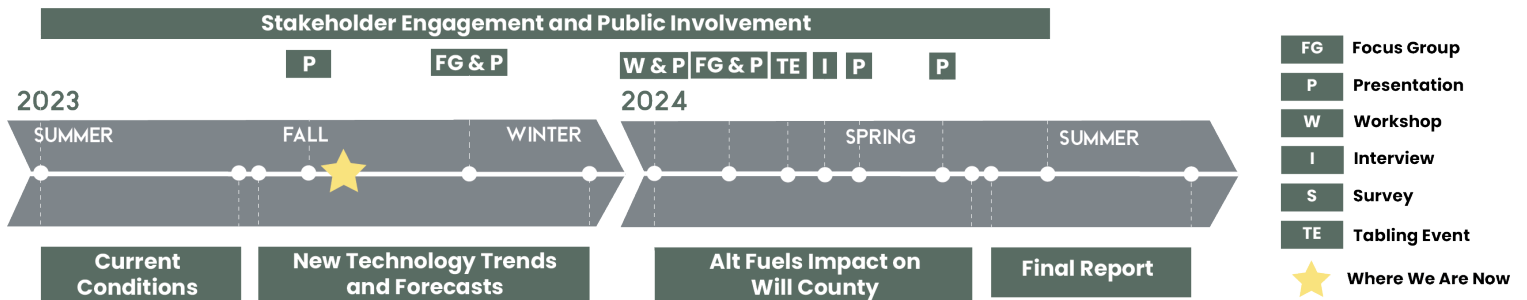 Stakeholder Engagement and Public Involvement
P
FG & P
W & P
FG & P
TE
I
P
P
2023
2024
SUMMER
FALL
WINTER
SPRING
SUMMER
Current
Conditions
New Technology Trends
and Forecasts
Alt Fuels Impact on
Will County
Final Report
FG Focus Group
P Presentation
W Workshop
I Interview
S Survey
TE Tabling Event
Where We Are Now